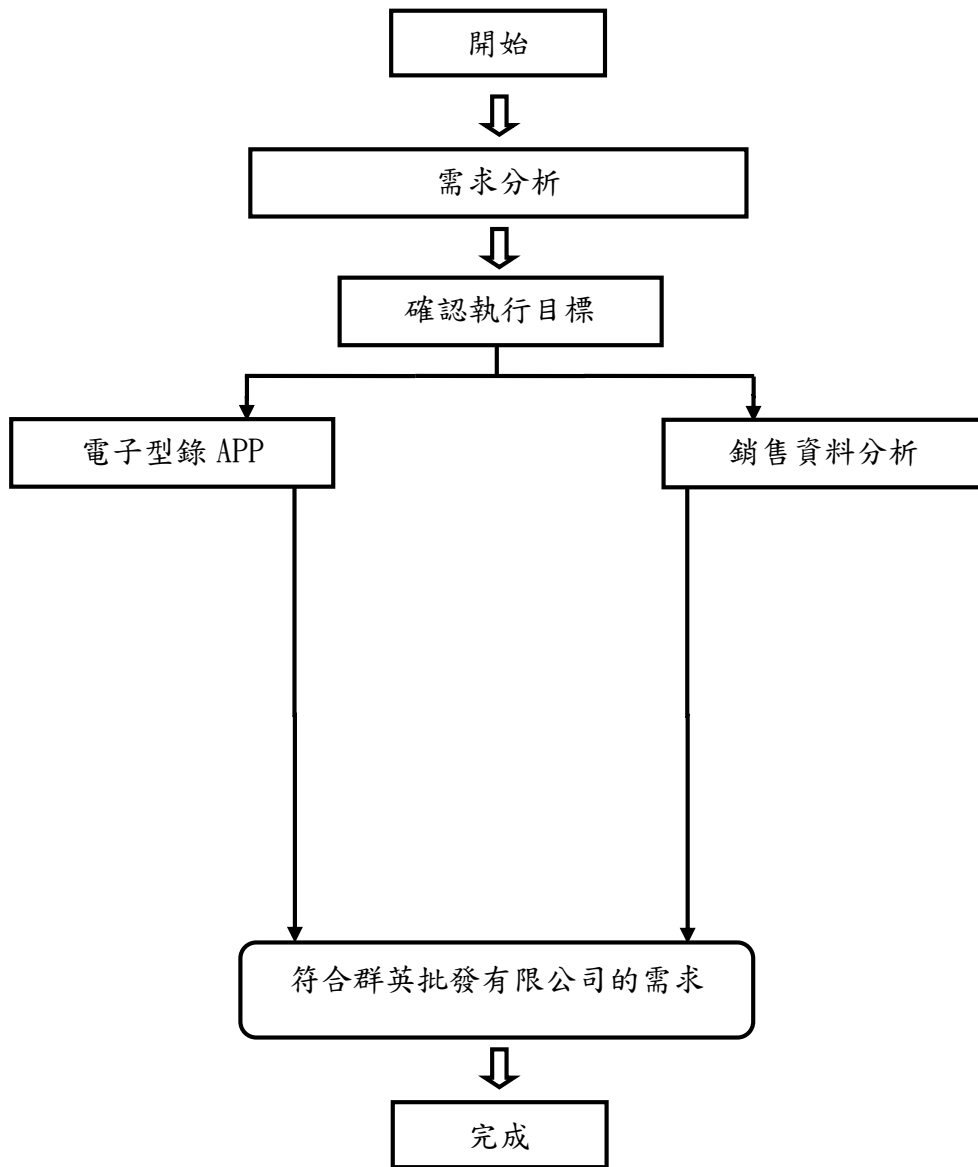 開始
需求分析
確認執行目標
電子型錄 APP
銷售資料分析
符合群英批發有限公司的需求
完成